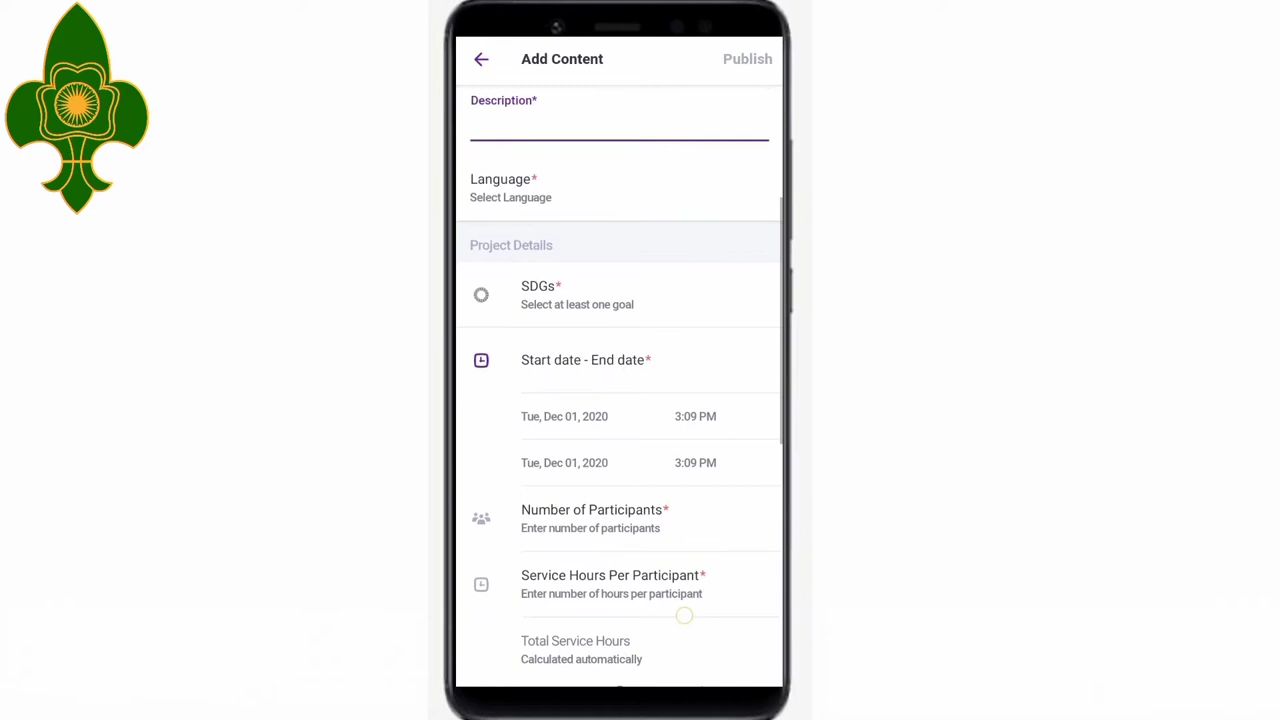 Add Content
Publish
Description*
Language*
Select Language
Project Details
SDGs*
Select at least one goal
Start date - End date*
Tue, Dec 01, 2020 3:09 PM
Tue, Dec 01, 2020 3:09 PM
Number of Participants*
Enter number of participants
Service Hours Per Participant*
Enter number of hours per participant
Total Service Hours
Calculated automatically